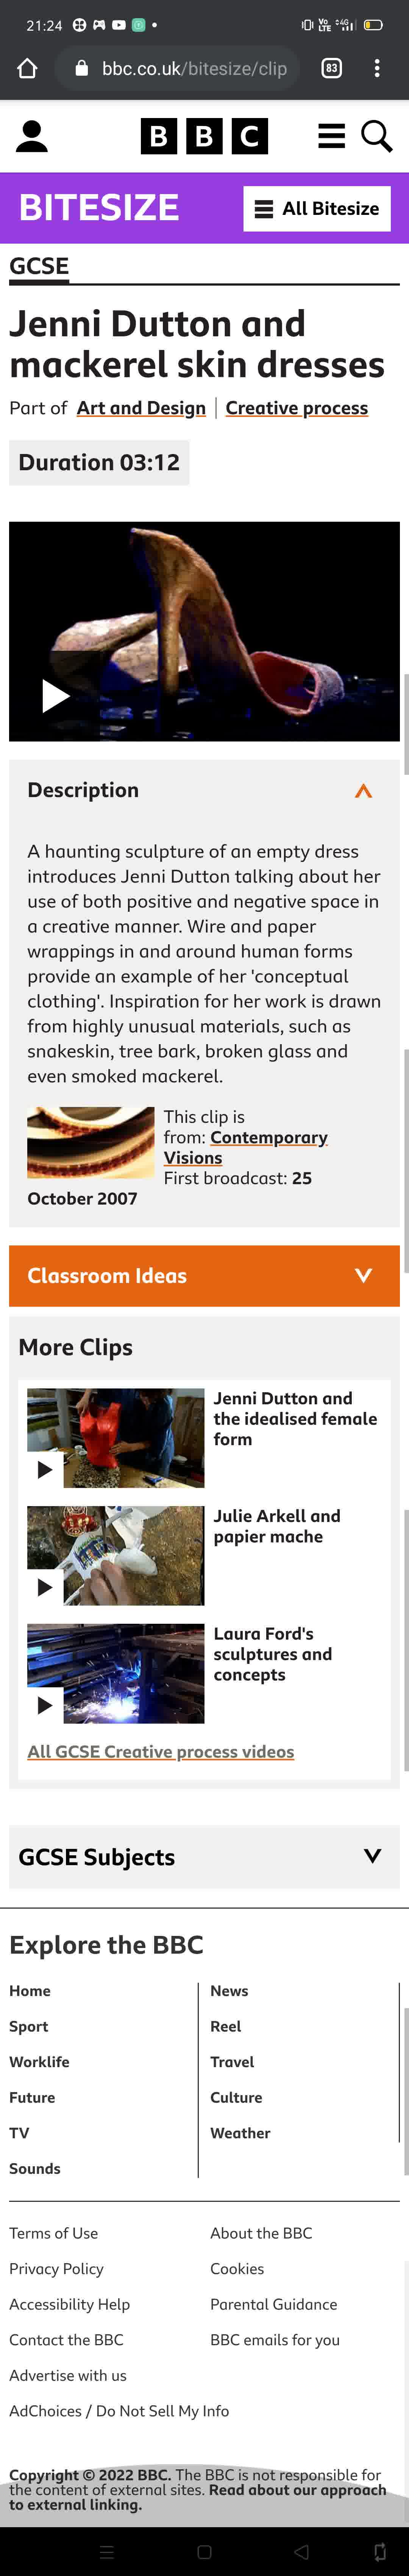 21:24
Vo LTE 4G
bbc.co.uk/bitesize/clip
83
BBC
BITESIZE
All Bitesize
GCSE
Jenni Dutton and
mackerel skin dresses
Part of Art and Design | Creative process
Duration 03:12
Description
A haunting sculpture of an empty dress
introduces Jenni Dutton talking about her
use of both positive and negative space in
a creative manner. Wire and paper
wrappings in and around human forms
provide an example of her 'conceptual
clothing'. Inspiration for her work is drawn
from highly unusual materials, such as
snakeskin, tree bark, broken glass and
even smoked mackerel.
This clip is
from: Contemporary
Visions
First broadcast: 25
October 2007
Classroom Ideas
More Clips
Jenni Dutton and
the idealised female
form
Julie Arkell and
papier mache
Laura Ford's
sculptures and
concepts
All GCSE Creative process videos
GCSE Subjects
Explore the BBC
Home
News
Sport
Reel
Worklife
Travel
Future
Culture
TV
Weather
Sounds
Terms of Use
About the BBC
Privacy Policy
Cookies
Accessibility Help
Parental Guidance
Contact the BBC
BBC emails for you
Advertise with us
AdChoices / Do Not Sell My Info
Copyright © 2022 BBC. The BBC is not responsible for
the content of external sites. Read about our approach
to external linking.